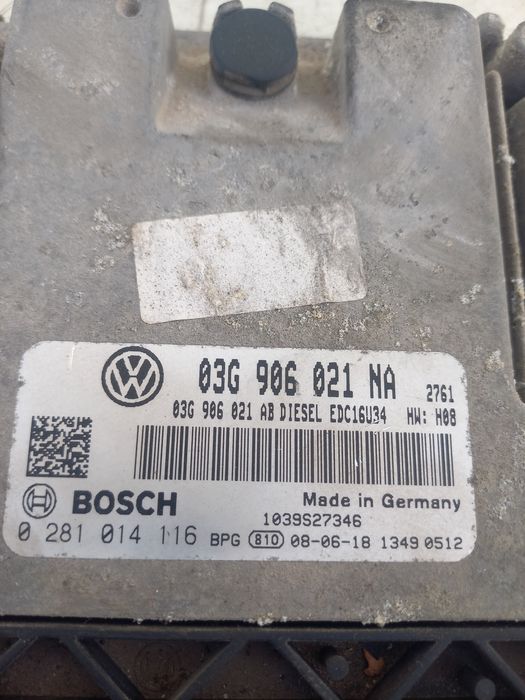 03G 906 021 NA 2761
03G 906 021 AB DIESEL EDC16U34 HW: H08
BOSCH Made in Germany
1039S27346
0 281 014 116 BPG 810 08-06-18 1349 0512